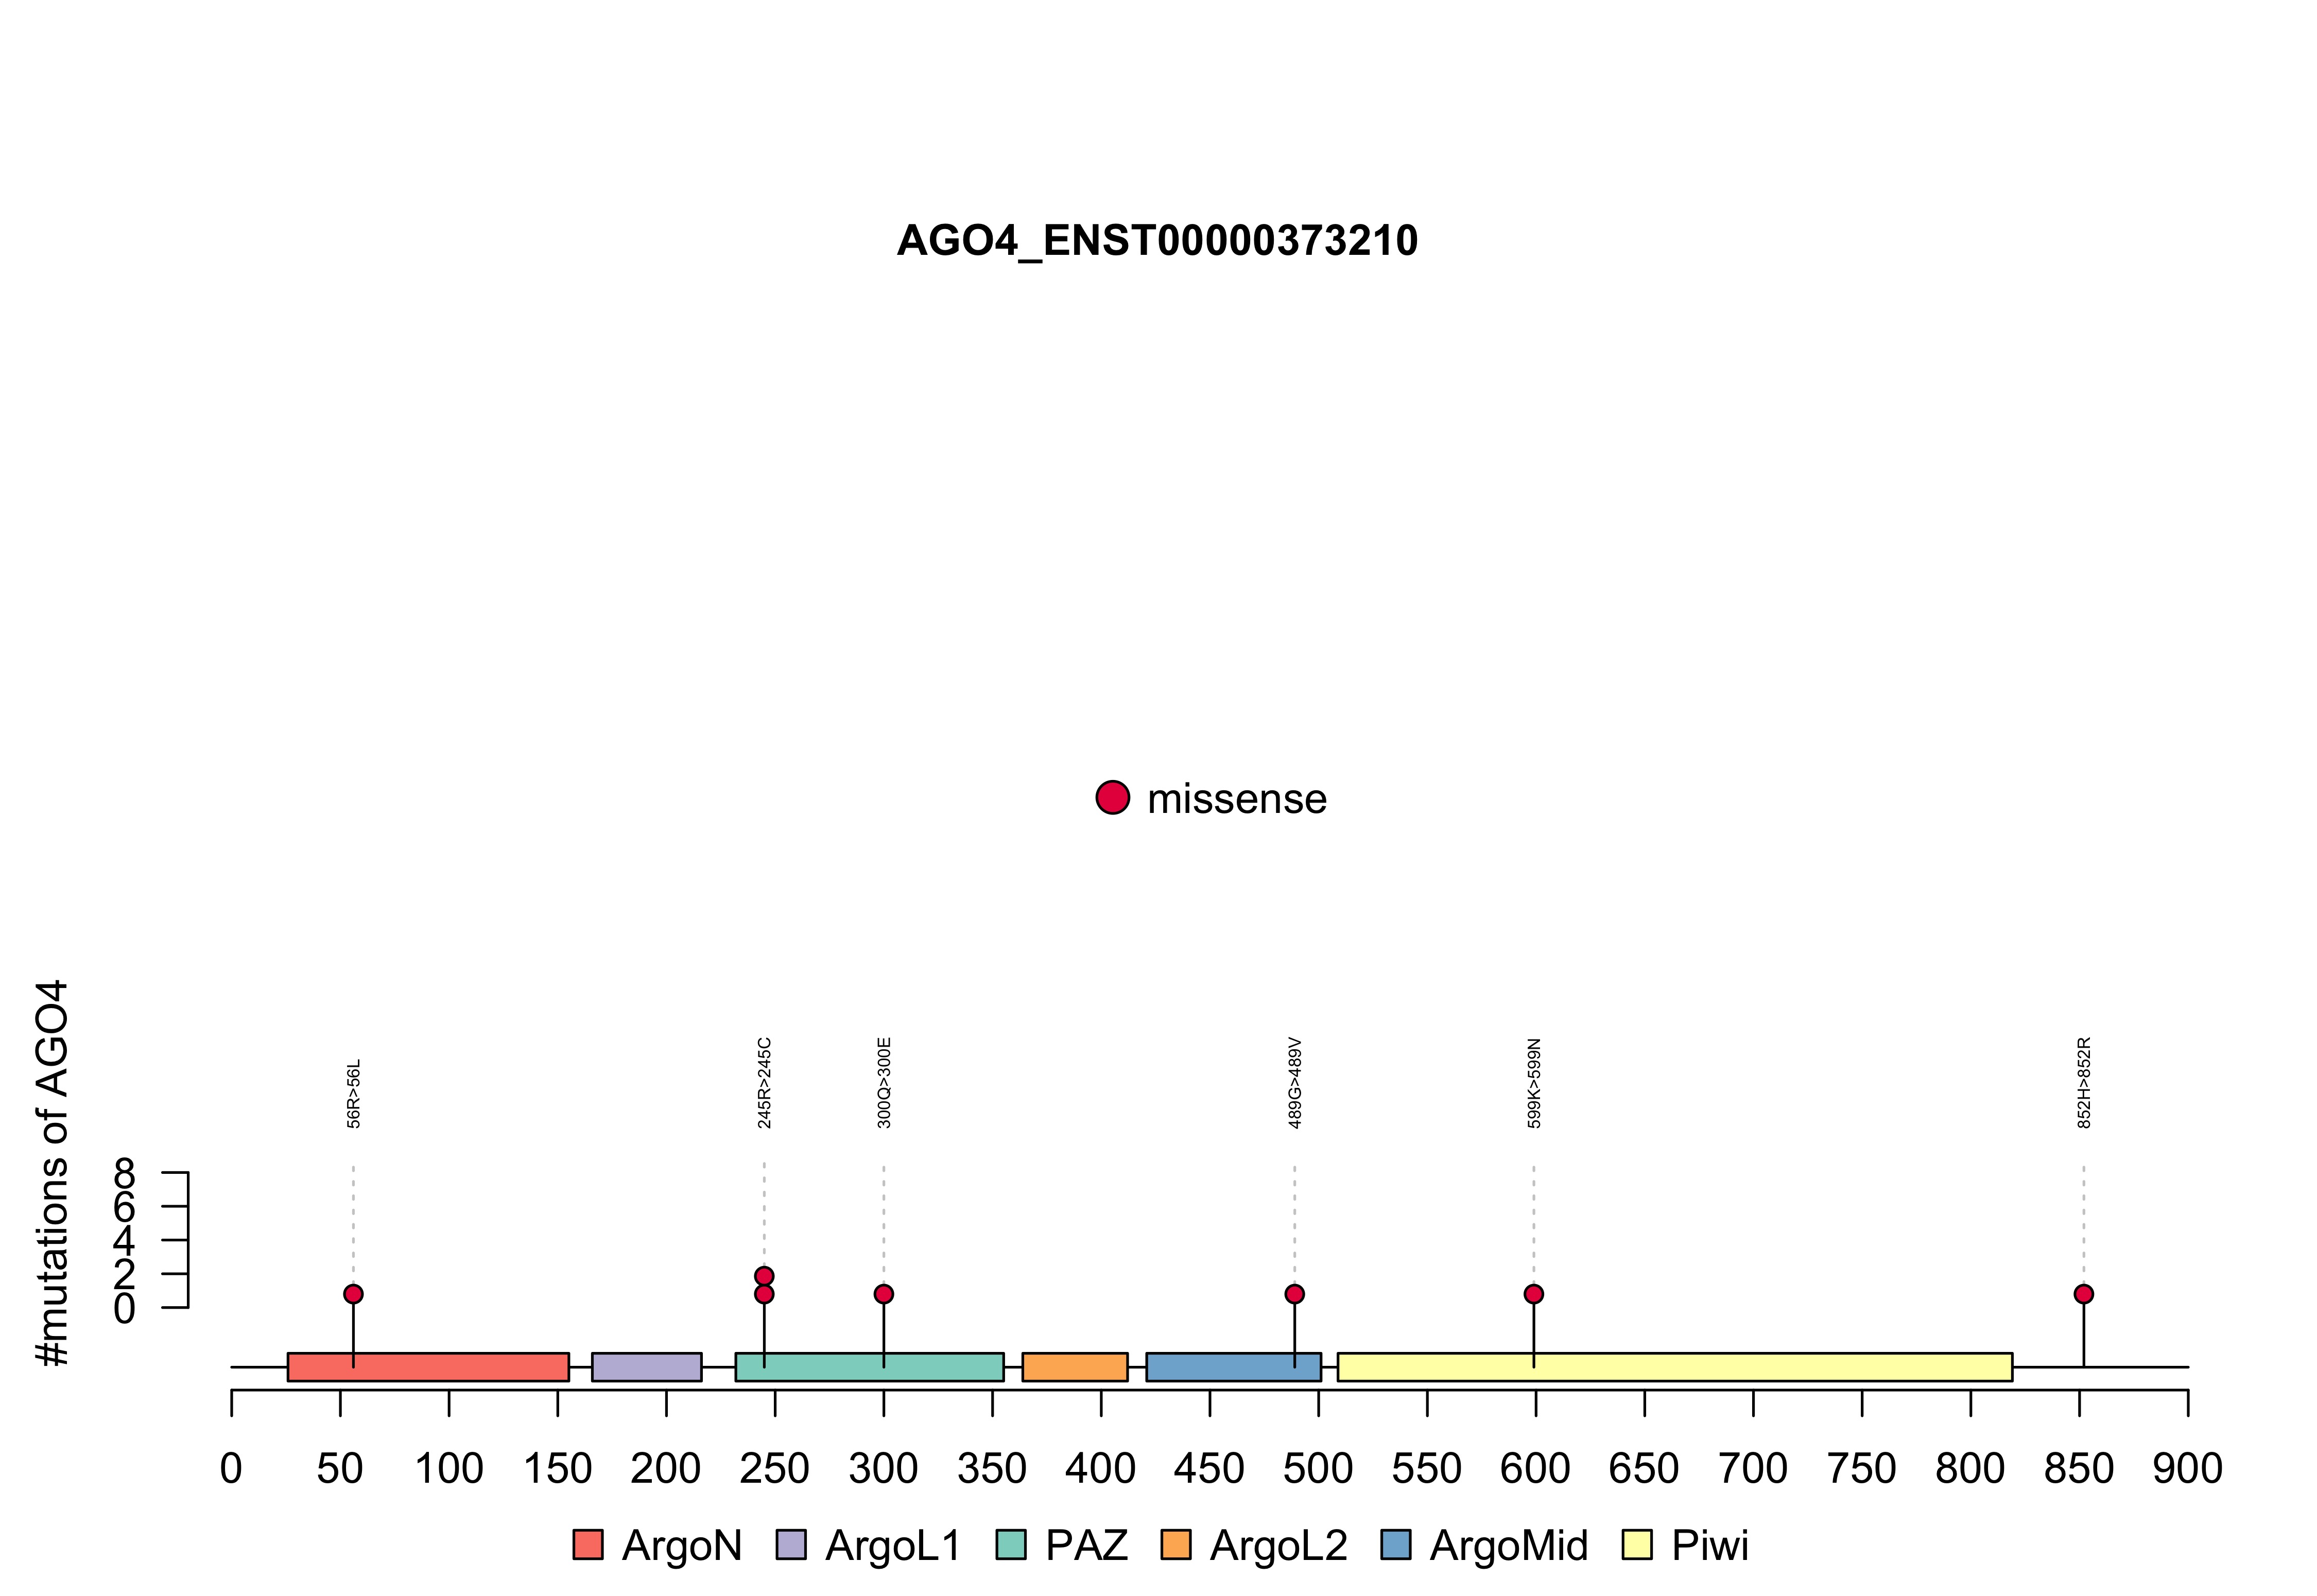 AGO4_ENST00000373210
missense
#mutations of AGO4
56R>56L
245R>245C
300Q>300E
489G>489V
599K>599N
852H>852R
8
6
4
2
0
0 50 100 150 200 250 300 350 400 450 500 550 600 650 700 750 800 850 900
ArgoN ArgoL1 PAZ ArgoL2 ArgoMid Piwi